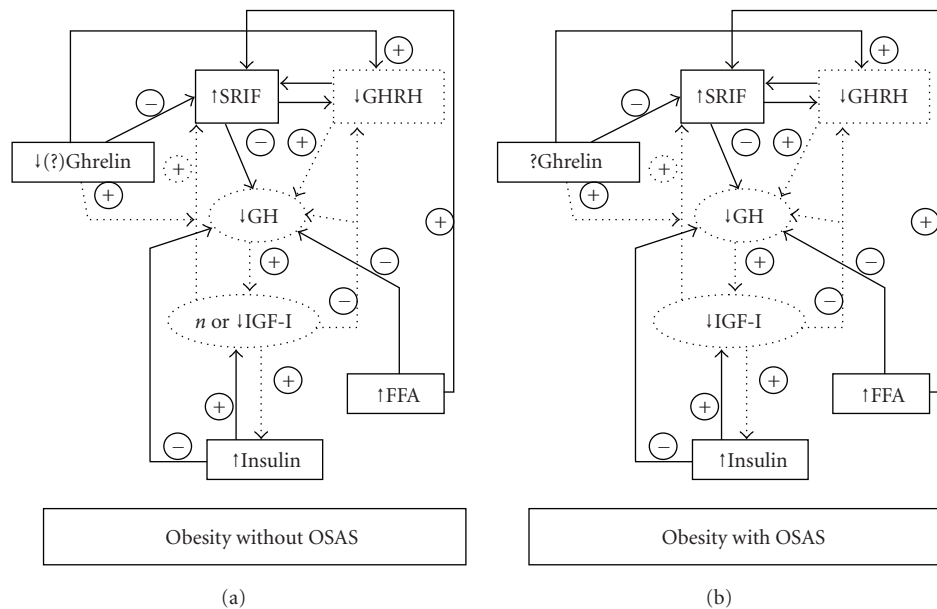 +
↑SRIF
↓GHRH
−
− +
↓(?)Ghrelin
+
+
↓GH
+
+
−
n or ↓IGF-I
−
+
+
↑FFA
−
↑Insulin
Obesity without OSAS
(a)
+
↑SRIF
↓GHRH
−
− +
?Ghrelin
+
+
↓GH
+
+
−
↓IGF-I
−
+
+
↑FFA
−
↑Insulin
Obesity with OSAS
(b)